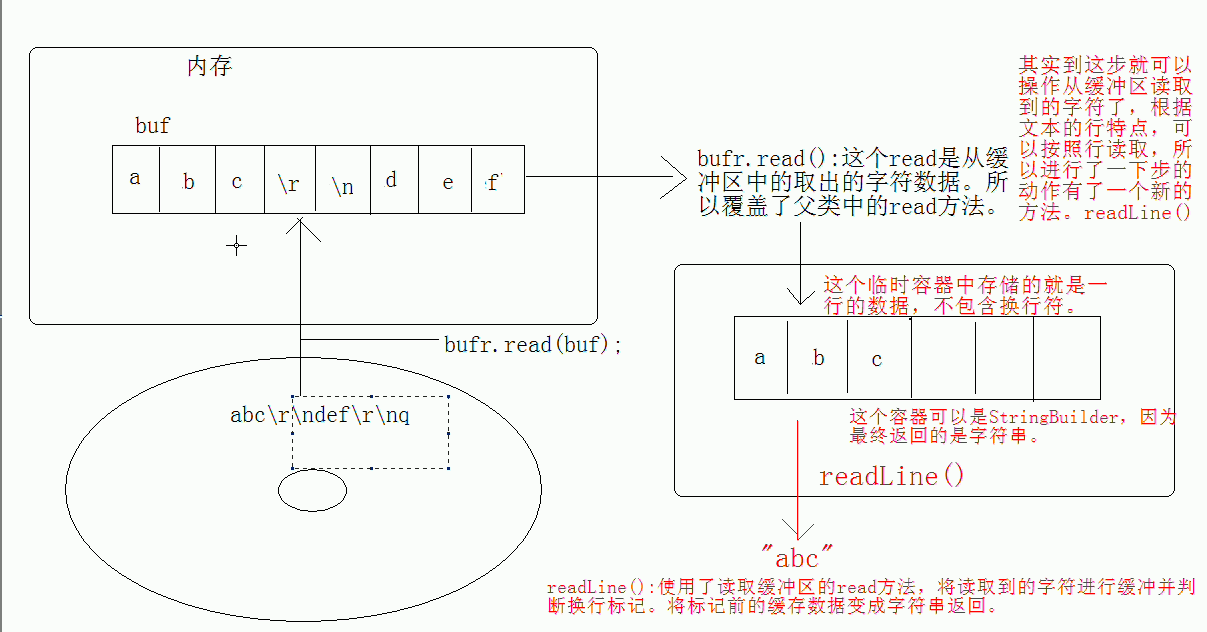 内存
buf
a b c \r \n d e f
bufr.read():这个read是从缓
冲区中的取出的字符数据。所
以覆盖了父类中的read方法。
其实到这步就可以
操作从缓冲区读取
到的字符了，根据
文本的行特点，可
以按照行读取，所
以进行了一下步的
动作有了一个新的
方法。readLine()
bufr.read(buf);
abc\r\ndef\r\nq
这个临时容器中存储的就是一
行的数据，不包含换行符。
a b c
这个容器可以是StringBuilder，因为
最终返回的是字符串。
readLine()
"abc"
readLine():使用了读取缓冲区的read方法，将读取到的字符进行缓冲并判
断换行标记。将标记前的缓存数据变成字符串返回。